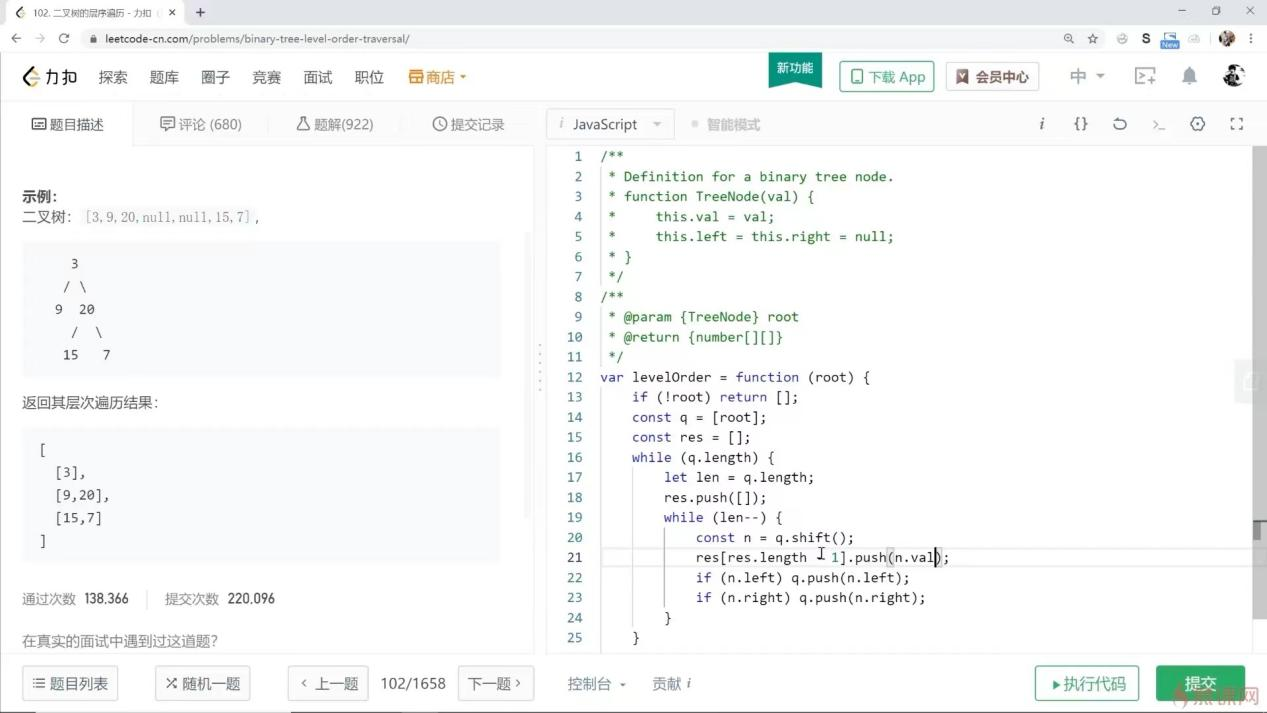 102. 二叉树的层序遍历 - 力扣 (
leetcode-cn.com/problems/binary-tree-level-order-traversal/
S
New
力扣 探索 题库 圈子 竞赛 面试 职位 商店 新功能 下载 App 会员中心 中
题目描述 评论 (680) 题解(922) 提交记录 i JavaScript 智能模式 i {}
示例:
二叉树: [3,9,20,null,null,15,7],
3
/ \
9 20
/ \
15 7
返回其层次遍历结果:
[
[3],
[9,20],
[15,7]
]
通过次数 138,366 提交次数 220,096
在真实的面试中遇到过这道题?
1 /**
2 * Definition for a binary tree node.
3 * function TreeNode(val) {
4 *     this.val = val;
5 *     this.left = this.right = null;
6 * }
7 */
8 /**
9 * @param {TreeNode} root
10 * @return {number[][]}
11 */
12 var levelOrder = function (root) {
13     if (!root) return [];
14     const q = [root];
15     const res = [];
16     while (q.length) {
17         let len = q.length;
18         res.push([]);
19         while (len--) {
20             const n = q.shift();
21             res[res.length - 1].push(n.val);
22             if (n.left) q.push(n.left);
23             if (n.right) q.push(n.right);
24         }
25     }
题目列表 随机一题 上一题 102/1658 下一题 控制台 贡献 i 执行代码 提交
慕课网